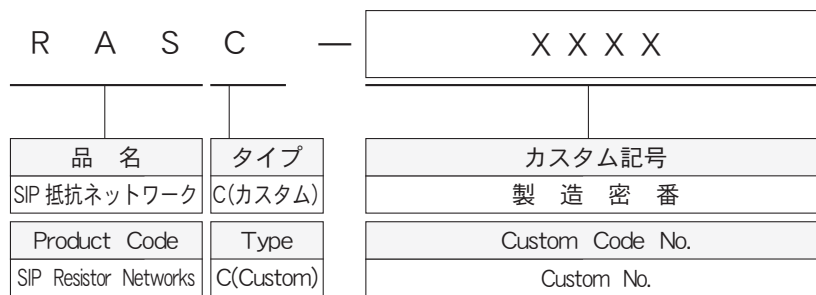 R A S C — X X X X
品 名 タイプ カスタム記号
SIP 抵抗ネットワーク C(カスタム) 製 造 密 番
Product Code Type Custom Code No.
SIP Resistor Networks C(Custom) Custom No.